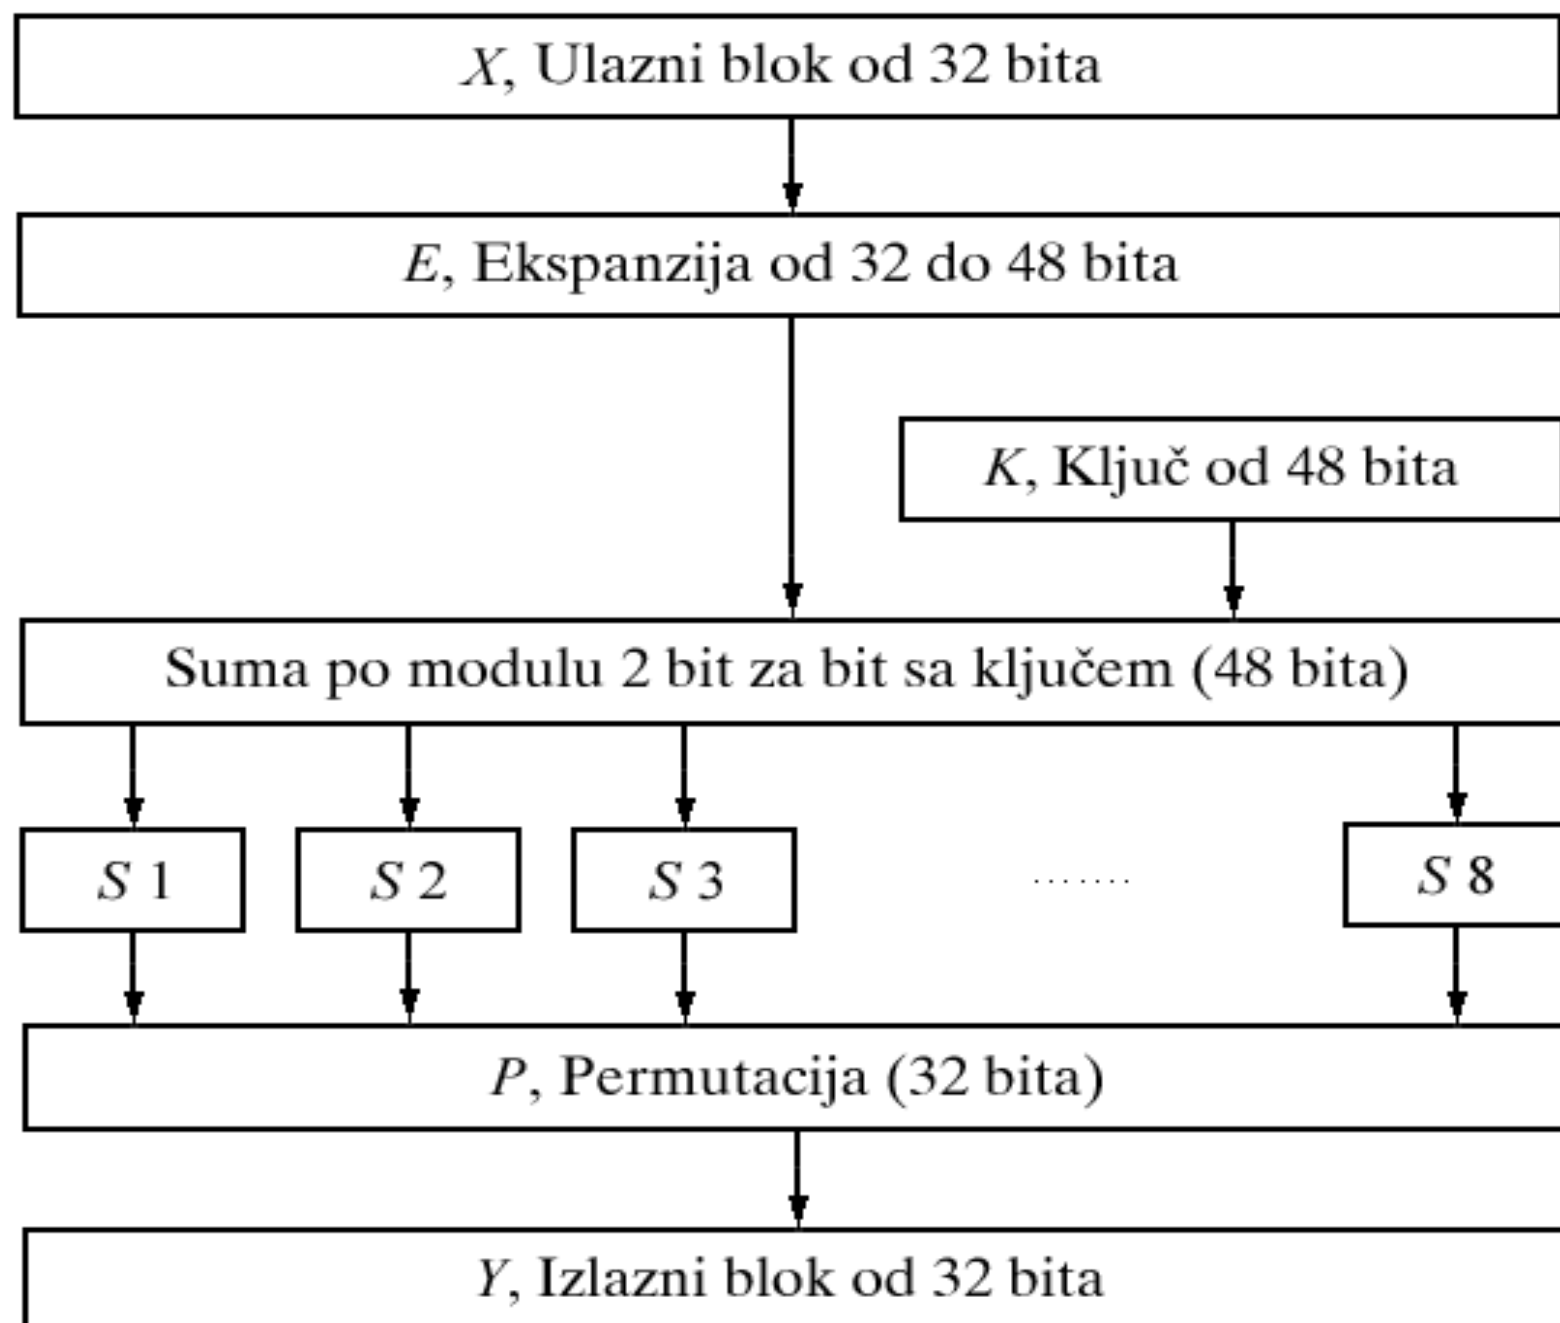 X, Ulazni blok od 32 bita
E, Ekspanzija od 32 do 48 bita
K, Ključ od 48 bita
Suma po modulu 2 bit za bit sa ključem (48 bita)
S 1 S 2 S 3 ....... S 8
P, Permutacija (32 bita)
Y, Izlazni blok od 32 bita